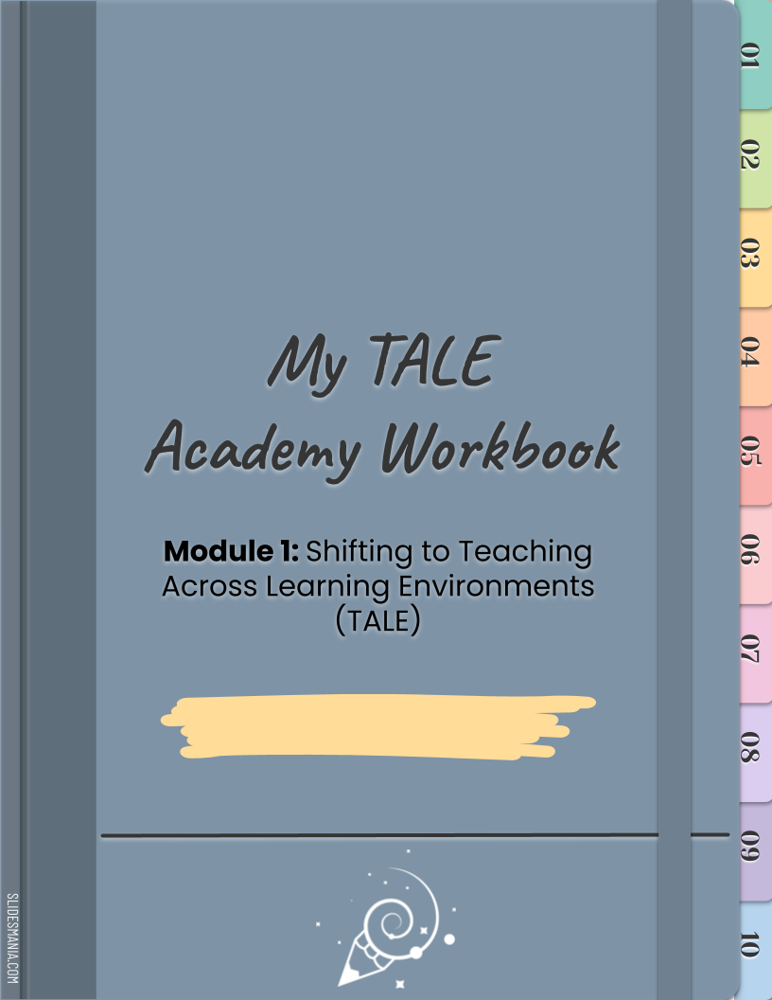 My TALE
Academy Workbook
Module 1: Shifting to Teaching
Across Learning Environments
(TALE)
01
02
03
04
05
06
07
08
09
10
SLIDESMANIA.COM